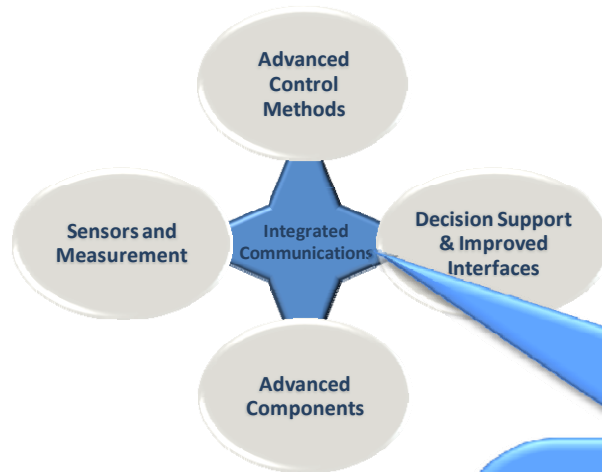 Advanced
Control
Methods
Sensors and
Measurement
Integrated
Communications
Decision Support
& Improved
Interfaces
Advanced
Components